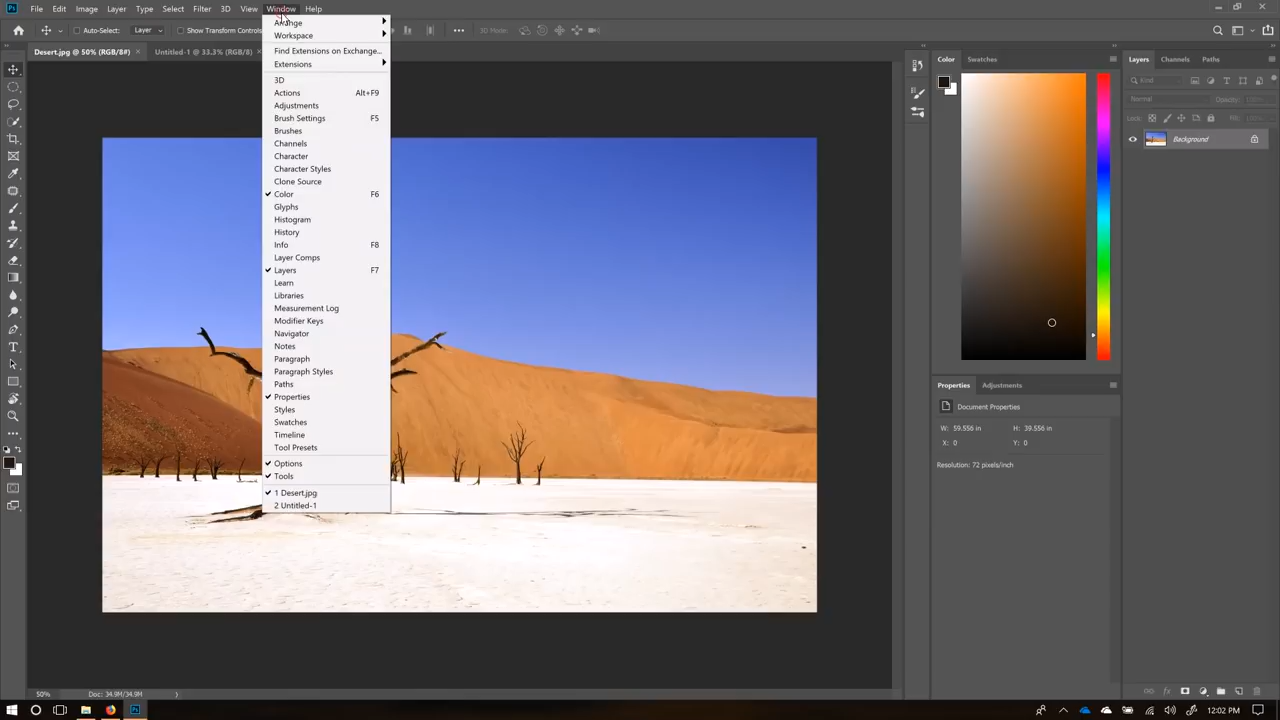 Ps File Edit Image Layer Type Select Filter 3D View Window Help
Auto-Select: Layer Show Transform Controls 3D Mode:
Desert.jpg @ 50% (RGB/8#) × Untitled-1 @ 33.3% (RGB/8) ×
Arrange
Workspace
Find Extensions on Exchange...
Extensions
3D
Actions Alt+F9
Adjustments
Brush Settings F5
Brushes
Channels
Character
Character Styles
Clone Source
Color F6
Glyphs
Histogram
History
Info F8
Layer Comps
Layers F7
Learn
Libraries
Measurement Log
Modifier Keys
Navigator
Notes
Paragraph
Paragraph Styles
Paths
Properties
Styles
Swatches
Timeline
Tool Presets
Options
Tools
1 Desert.jpg
2 Untitled-1
Color Swatches
Properties Adjustments
Document Properties
W: 59.556 in H: 39.556 in
X: 0 Y: 0
Resolution: 72 pixels/inch
Layers Channels Paths
Kind
Normal Opacity: 100%
Lock: Fill: 100%
Background
50% Doc: 34.9M/34.9M
12:02 PM